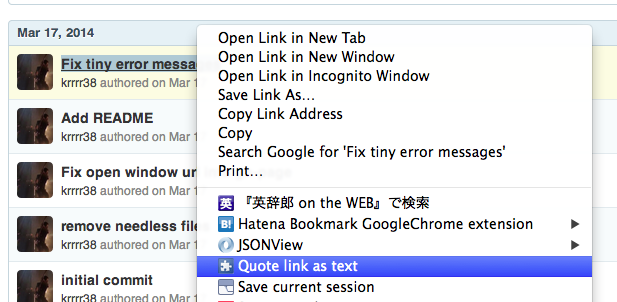 Mar 17, 2014
Fix tiny error messa
krrrr38 authored on Mar 1
Add README
krrrr38 authored on Mar 1
Fix open window ur
krrrr38 authored on Mar 1
remove needless file
krrrr38 authored on Mar 1
initial commit
krrrr38 authored on Mar 1
Open Link in New Tab
Open Link in New Window
Open Link in Incognito Window
Save Link As...
Copy Link Address
Copy
Search Google for 'Fix tiny error messages'
Print...
英 『英辞郎 on the WEB』で検索
B! Hatena Bookmark GoogleChrome extension
JSONView
Quote link as text
Save current session